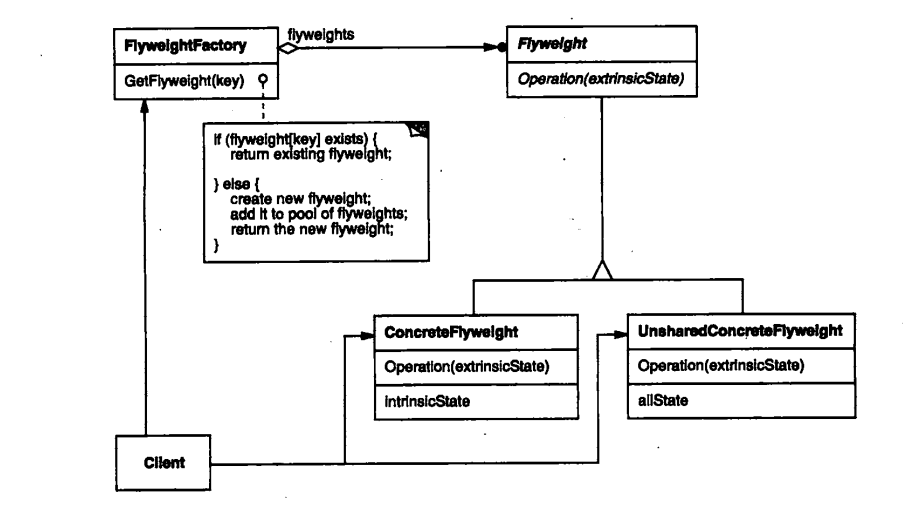 flyweights
FlyweightFactory
GetFlyweight(key)
Flyweight
Operation(extrinsicState)
if (flyweight[key] exists) {
return existing flyweight;
} else {
create new flyweight;
add it to pool of flyweights;
return the new flyweight;
}
ConcreteFlyweight
Operation(extrinsicState)
intrinsicState
UnsharedConcreteFlyweight
Operation(extrinsicState)
allState
Client